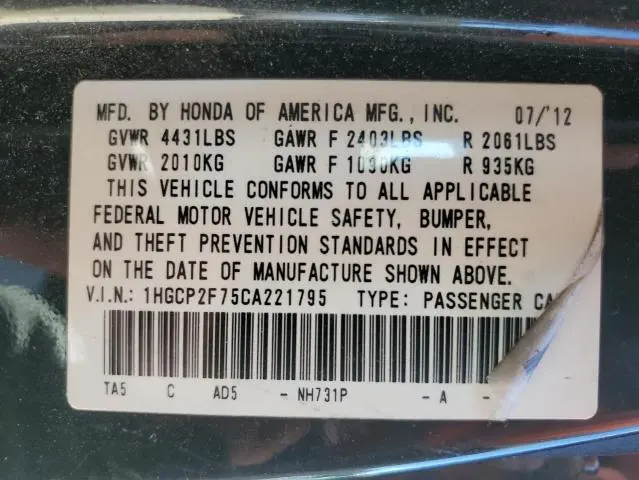 MFD. BY HONDA OF AMERICA MFG., INC. 07/'12
GVWR 4431LBS GAWR F 2403LBS R 2061LBS
GVWR 2010KG GAWR F 1090KG R 935KG
THIS VEHICLE CONFORMS TO ALL APPLICABLE
FEDERAL MOTOR VEHICLE SAFETY, BUMPER,
AND THEFT PREVENTION STANDARDS IN EFFECT
ON THE DATE OF MANUFACTURE SHOWN ABOVE.
V.I.N.: 1HGCP2F75CA221795 TYPE: PASSENGER CA
TA5 C AD5 - NH731P - A -